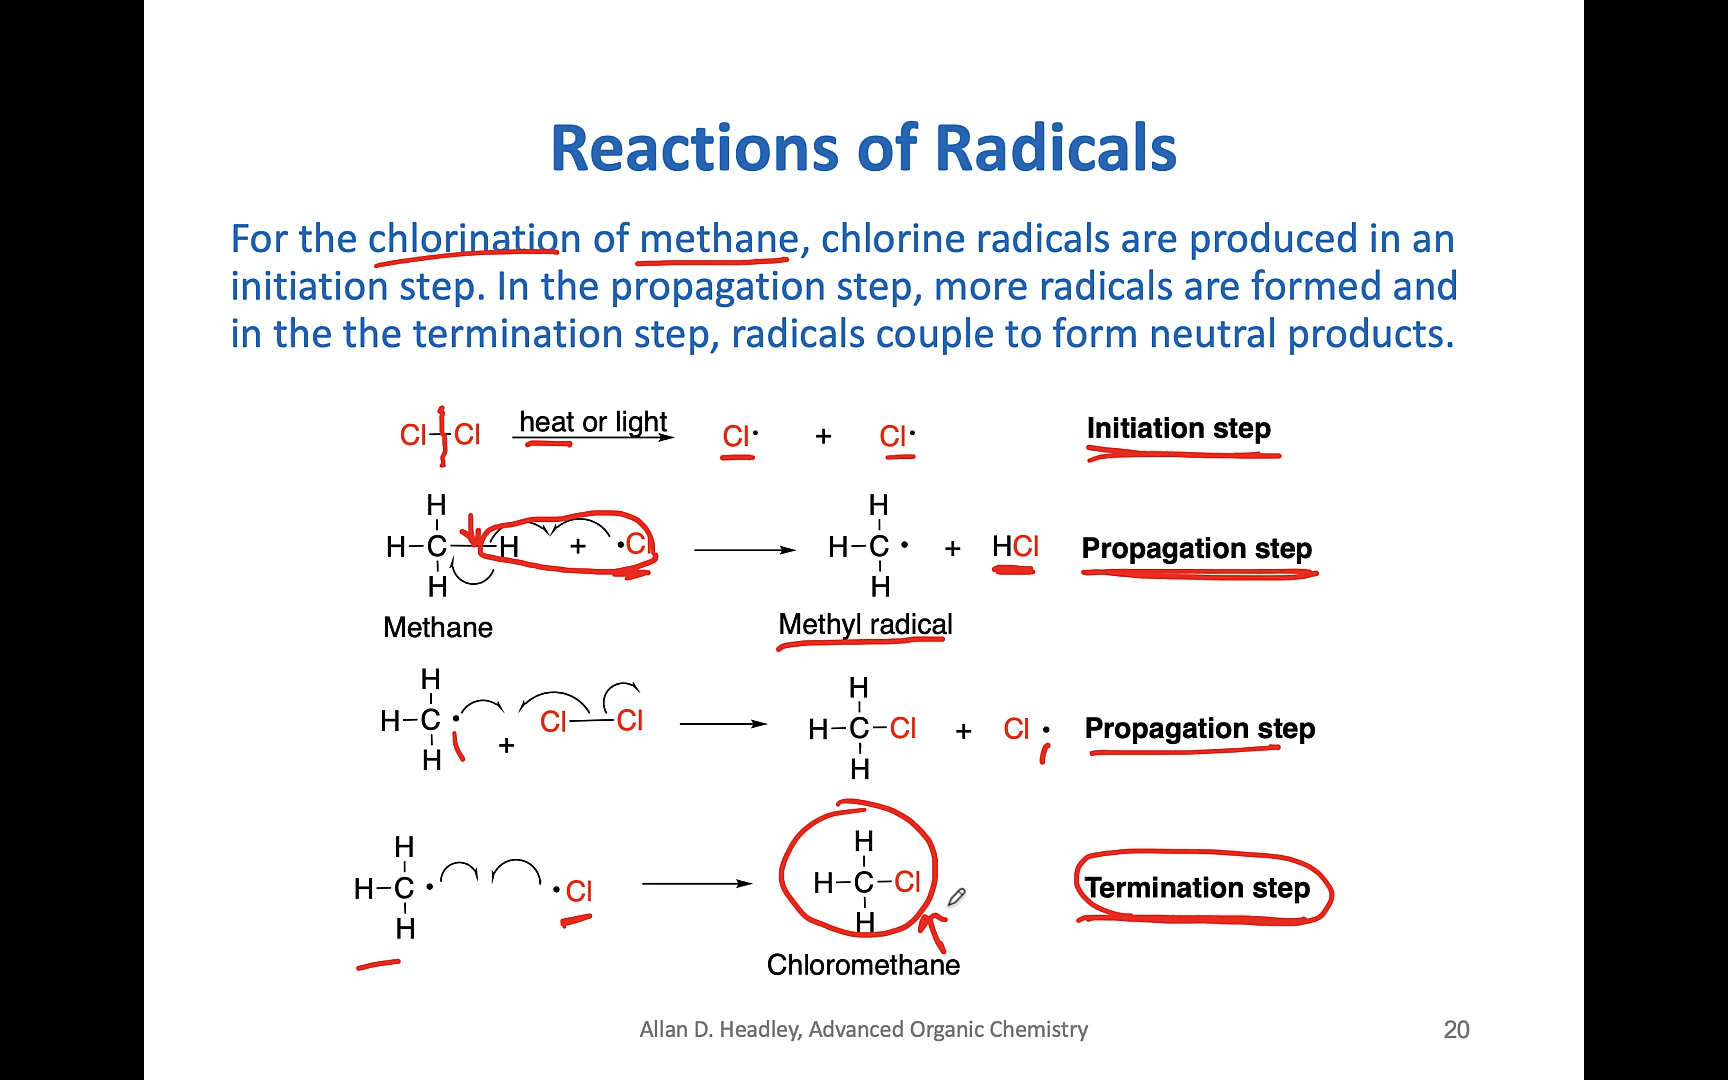 Reactions of Radicals
For the chlorination of methane, chlorine radicals are produced in an
initiation step. In the propagation step, more radicals are formed and
in the the termination step, radicals couple to form neutral products.
Cl–Cl heat or light Cl· + Cl· Initiation step
H
H–C–H + ·Cl H–C· + HCl Propagation step
H
Methane Methyl radical
H
H–C· + Cl–Cl H–C–Cl + Cl· Propagation step
H
H
H–C· ·Cl H–C–Cl Termination step
H
Chloromethane
Allan D. Headley, Advanced Organic Chemistry 20